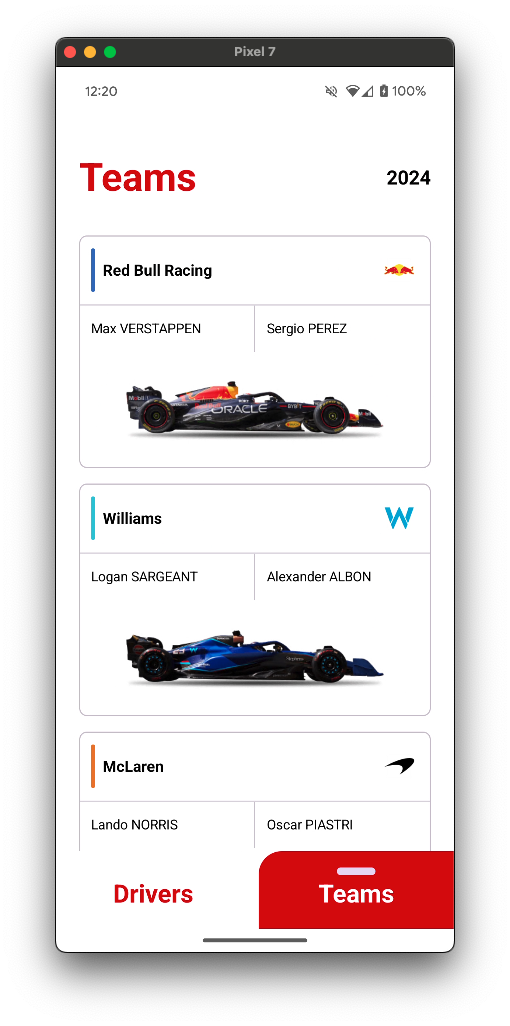 Pixel 7
12:20 100%
Teams 2024
Red Bull Racing
Max VERSTAPPEN Sergio PEREZ
ORACLE BYBIT
Williams
Logan SARGEANT Alexander ALBON
McLaren
Lando NORRIS Oscar PIASTRI
Drivers Teams